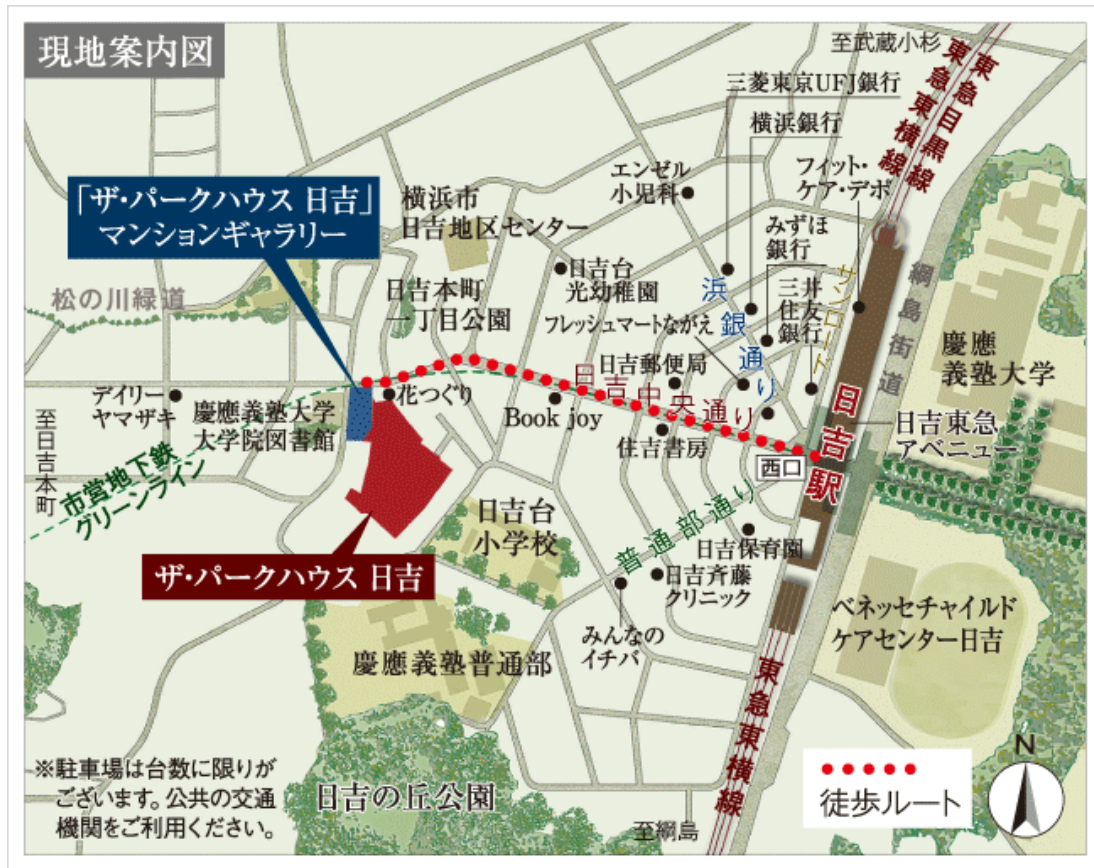 現地案内図
至武蔵小杉
東急目黒線
東急東横線
三菱東京UFJ銀行
横浜銀行
フィット・
ケア・デポ
エンゼル
小児科
「ザ・パークハウス 日吉」
マンションギャラリー
横浜市
日吉地区センター
みずほ
銀行
サンロード
綱島街道
日吉台
光幼稚園
浜銀通り
三井
住友
銀行
松の川緑道
日吉本町
一丁目公園
フレッシュマートながえ
慶應
義塾大学
日吉郵便局
日吉中央通り
デイリー
ヤマザキ
慶應義塾大学
大学院図書館
花つぐり
Book joy
住吉書房
日吉駅
日吉東急
アベニュー
至日吉本町
西口
市営地下鉄
グリーンライン
日吉台
小学校
普通部通り
日吉保育園
ザ・パークハウス 日吉
日吉斉藤
クリニック
みんなの
イチバ
ベネッセチャイルド
ケアセンター日吉
慶應義塾普通部
東急東横線
※駐車場は台数に限りが
ございます。公共の交通
機関をご利用ください。
日吉の丘公園
至綱島
徒歩ルート
N